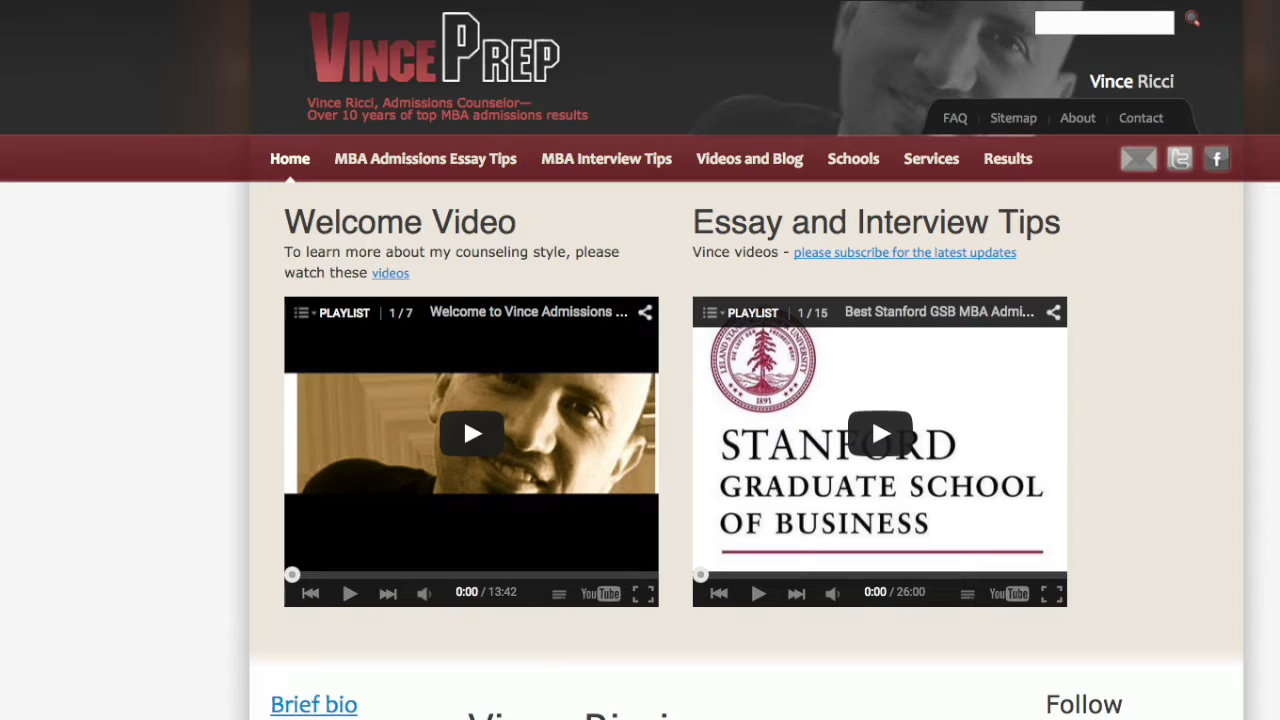 VINCEPREP
Vince Ricci, Admissions Counselor—
Over 10 years of top MBA admissions results
Vince Ricci
FAQ | Sitemap | About | Contact
Home MBA Admissions Essay Tips MBA Interview Tips Videos and Blog Schools Services Results
Welcome Video
To learn more about my counseling style, please
watch these videos
Essay and Interview Tips
Vince videos - please subscribe for the latest updates
PLAYLIST | 1 / 7 Welcome to Vince Admissions ...
0:00 / 13:42 YouTube
PLAYLIST | 1 / 15 Best Stanford GSB MBA Admi...
1891
STANFORD
GRADUATE SCHOOL
OF BUSINESS
0:00 / 26:00 YouTube
Brief bio
Follow